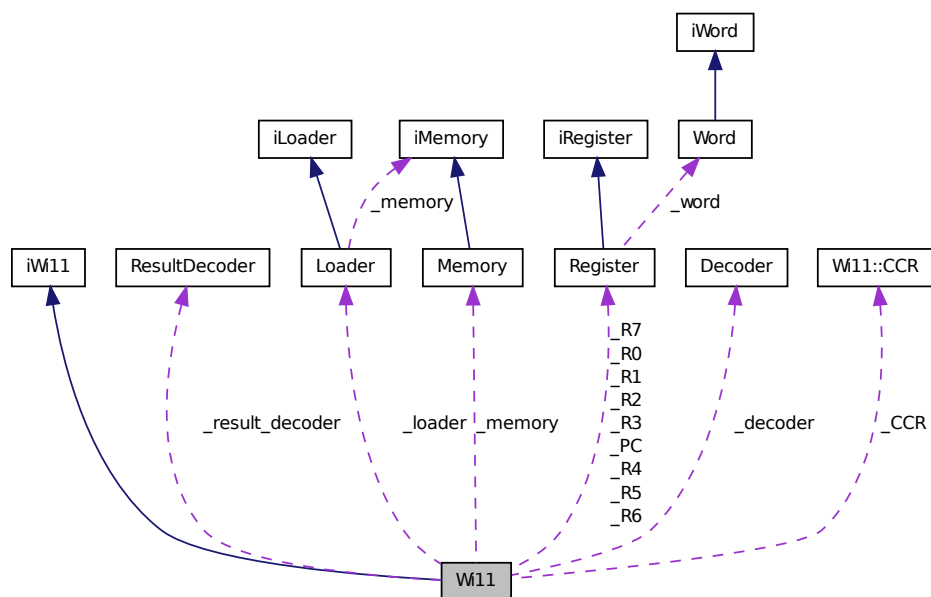 iWord
iLoader
iMemory
iRegister
Word
_memory
_word
iWi11
ResultDecoder
Loader
Memory
Register
Decoder
Wi11::CCR
_R7
_R0
_R1
_R2
_R3
_PC
_R4
_R5
_R6
_result_decoder
_loader
_memory
_decoder
_CCR
Wi11